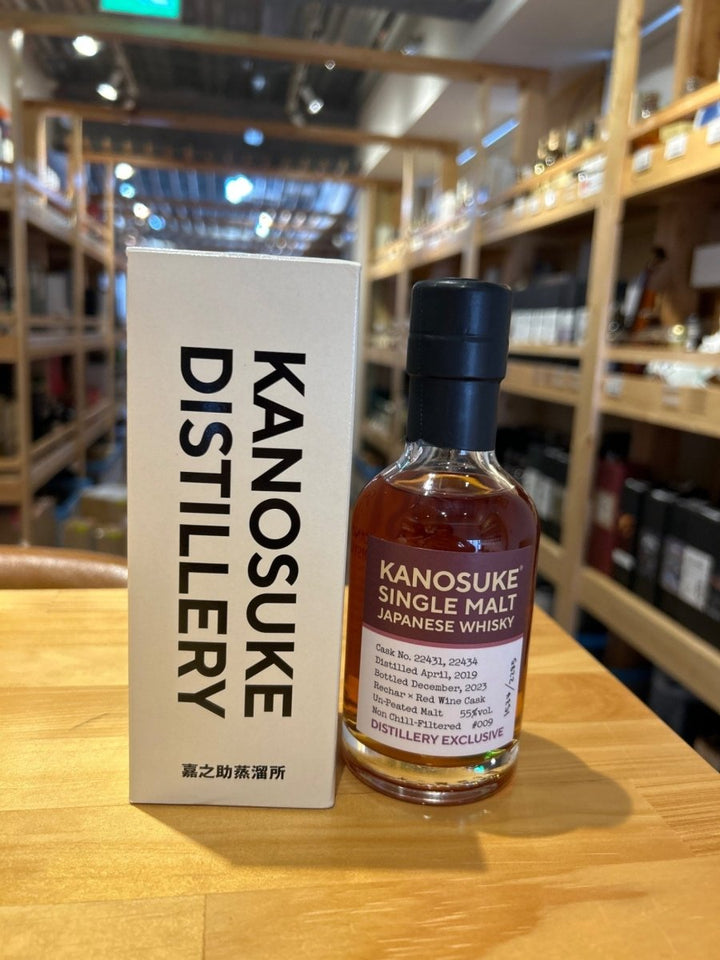 KANOSUKE
DISTILLERY
嘉之助蒸溜所
KANOSUKE®
SINGLE MALT
JAPANESE WHISKY
Cask No. 22431, 22434
Distilled April, 2019
Bottled December, 2023
Rechar × Red Wine Cask
Un-Peated Malt 55%vol.
Non Chill-Filtered #009
DISTILLERY EXCLUSIVE